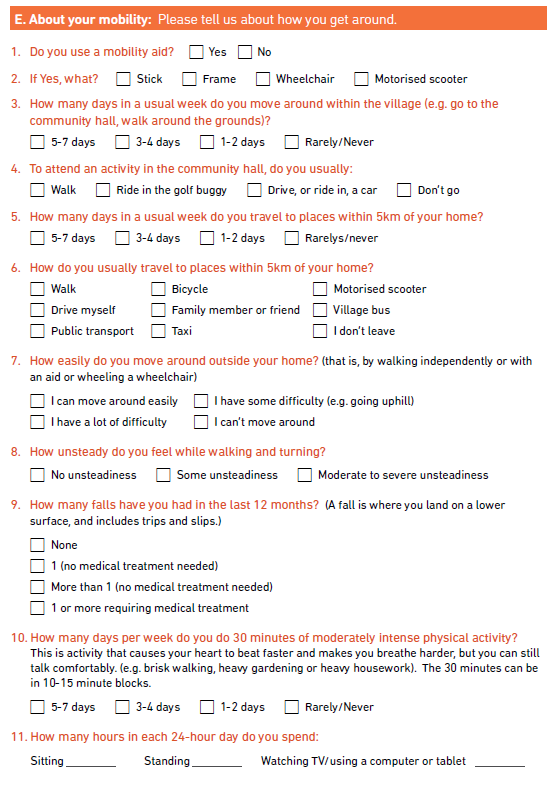 E. About your mobility: Please tell us about how you get around.
1. Do you use a mobility aid? Yes No
2. If Yes, what? Stick Frame Wheelchair Motorised scooter
3. How many days in a usual week do you move around within the village (e.g. go to the
community hall, walk around the grounds)?
5-7 days 3-4 days 1-2 days Rarely/Never
4. To attend an activity in the community hall, do you usually:
Walk Ride in the golf buggy Drive, or ride in, a car Don't go
5. How many days in a usual week do you travel to places within 5km of your home?
5-7 days 3-4 days 1-2 days Rarelys/never
6. How do you usually travel to places within 5km of your home?
Walk Bicycle Motorised scooter
Drive myself Family member or friend Village bus
Public transport Taxi I don't leave
7. How easily do you move around outside your home? (that is, by walking independently or with
an aid or wheeling a wheelchair)
I can move around easily I have some difficulty (e.g. going uphill)
I have a lot of difficulty I can't move around
8. How unsteady do you feel while walking and turning?
No unsteadiness Some unsteadiness Moderate to severe unsteadiness
9. How many falls have you had in the last 12 months? (A fall is where you land on a lower
surface, and includes trips and slips.)
None
1 (no medical treatment needed)
More than 1 (no medical treatment needed)
1 or more requiring medical treatment
10. How many days per week do you do 30 minutes of moderately intense physical activity?
This is activity that causes your heart to beat faster and makes you breathe harder, but you can still
talk comfortably. (e.g. brisk walking, heavy gardening or heavy housework). The 30 minutes can be
in 10-15 minute blocks.
5-7 days 3-4 days 1-2 days Rarely/Never
11. How many hours in each 24-hour day do you spend:
Sitting________ Standing________ Watching TV/using a computer or tablet ________